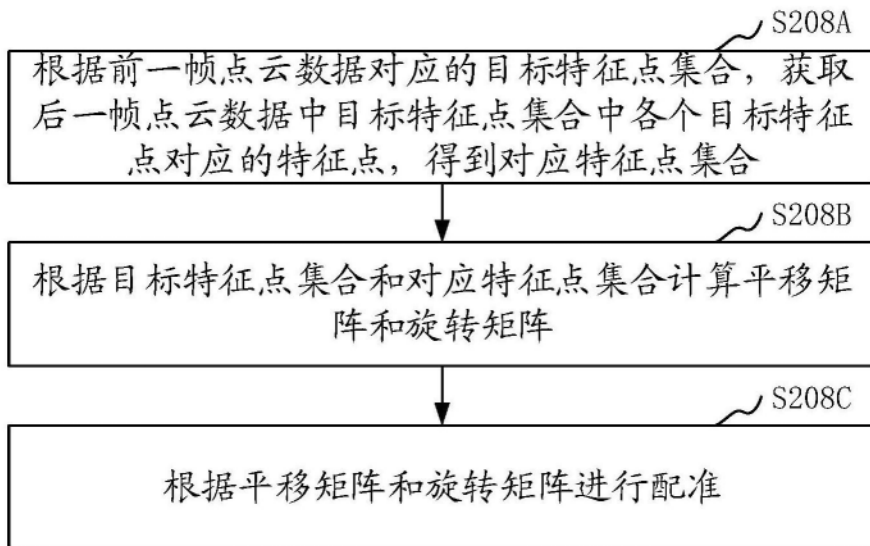 S208A
根据前一帧点云数据对应的目标特征点集合，获取
后一帧点云数据中目标特征点集合中各个目标特征
点对应的特征点，得到对应特征点集合
S208B
根据目标特征点集合和对应特征点集合计算平移矩
阵和旋转矩阵
S208C
根据平移矩阵和旋转矩阵进行配准